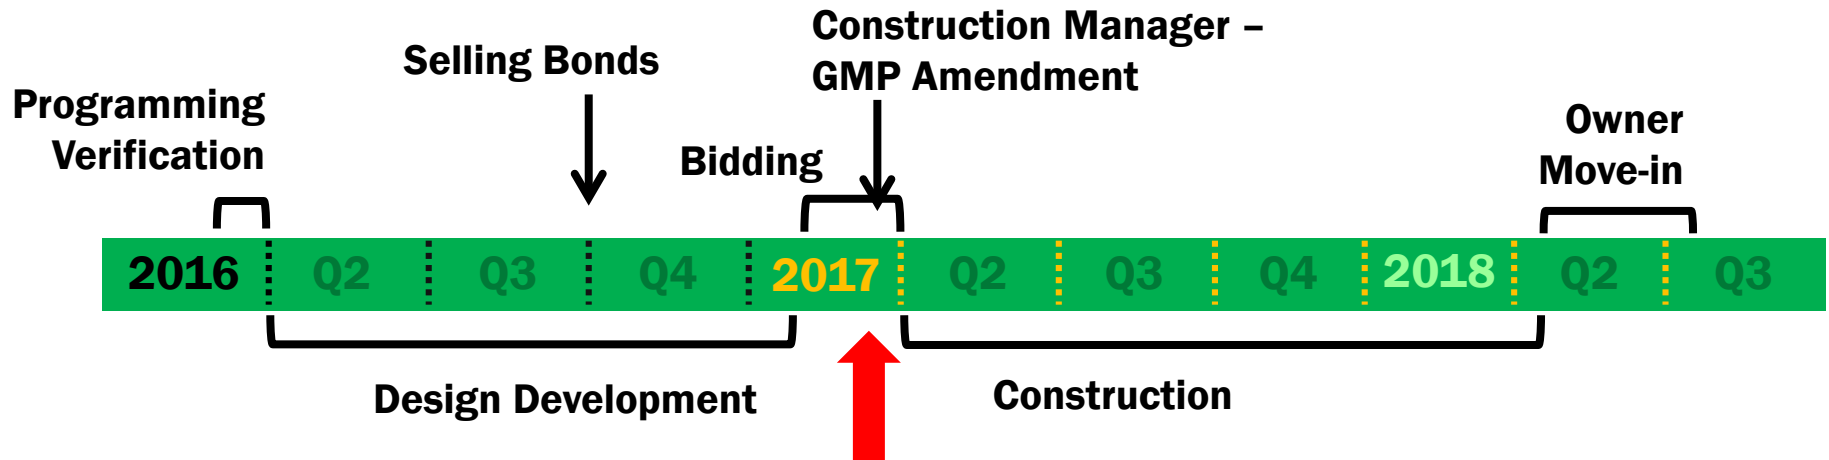 Construction Manager –
GMP Amendment
Selling Bonds
Programming
Verification
Bidding
Owner
Move-in
2016 Q2 Q3 Q4 2017 Q2 Q3 Q4 2018 Q2 Q3
Design Development
Construction